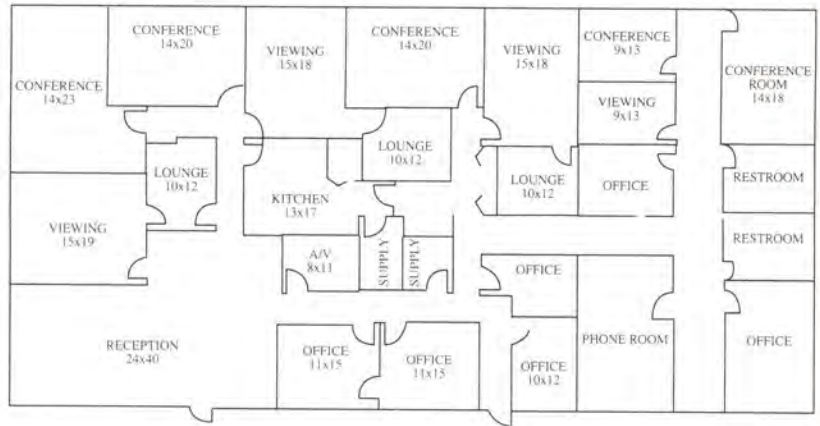 CONFERENCE
14x20
VIEWING
15x18
CONFERENCE
14x20
VIEWING
15x18
CONFERENCE
9x13
CONFERENCE
14x23
CONFERENCE
ROOM
14x18
VIEWING
9x13
LOUNGE
10x12
LOUNGE
10x12
LOUNGE
10x12
OFFICE
RESTROOM
KITCHEN
13x17
VIEWING
15x19
RESTROOM
A/V
8x11
SUPPLY
SUPPLY
OFFICE
RECEPTION
24x40
OFFICE
11x15
OFFICE
11x15
OFFICE
10x12
PHONE ROOM
OFFICE